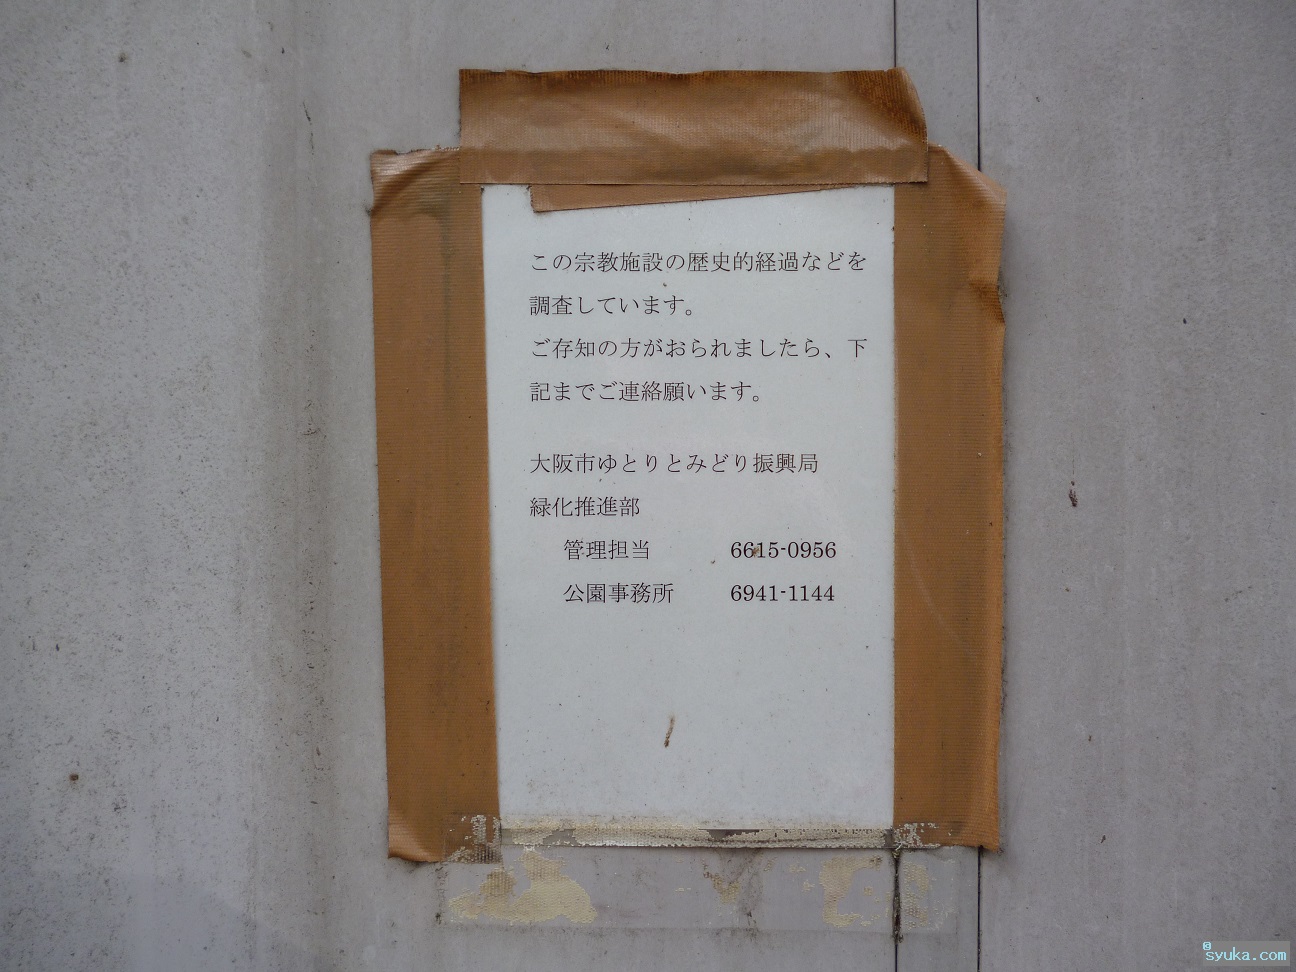 この宗教施設の歴史的経過などを
調査しています。
ご存知の方がおられましたら、下
記までご連絡願います。
大阪市ゆとりとみどり振興局
緑化推進部
管理担当 6615-0956
公園事務所 6941-1144
@syuka.com